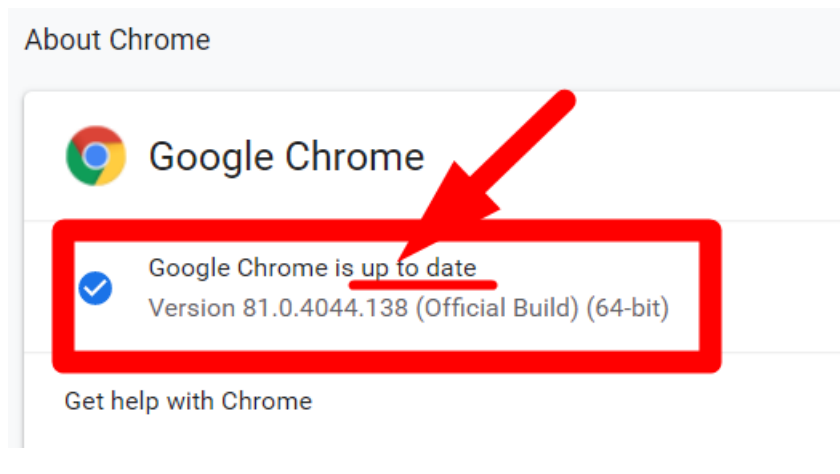 About Chrome
Google Chrome
Google Chrome is up to date
Version 81.0.4044.138 (Official Build) (64-bit)
Get help with Chrome